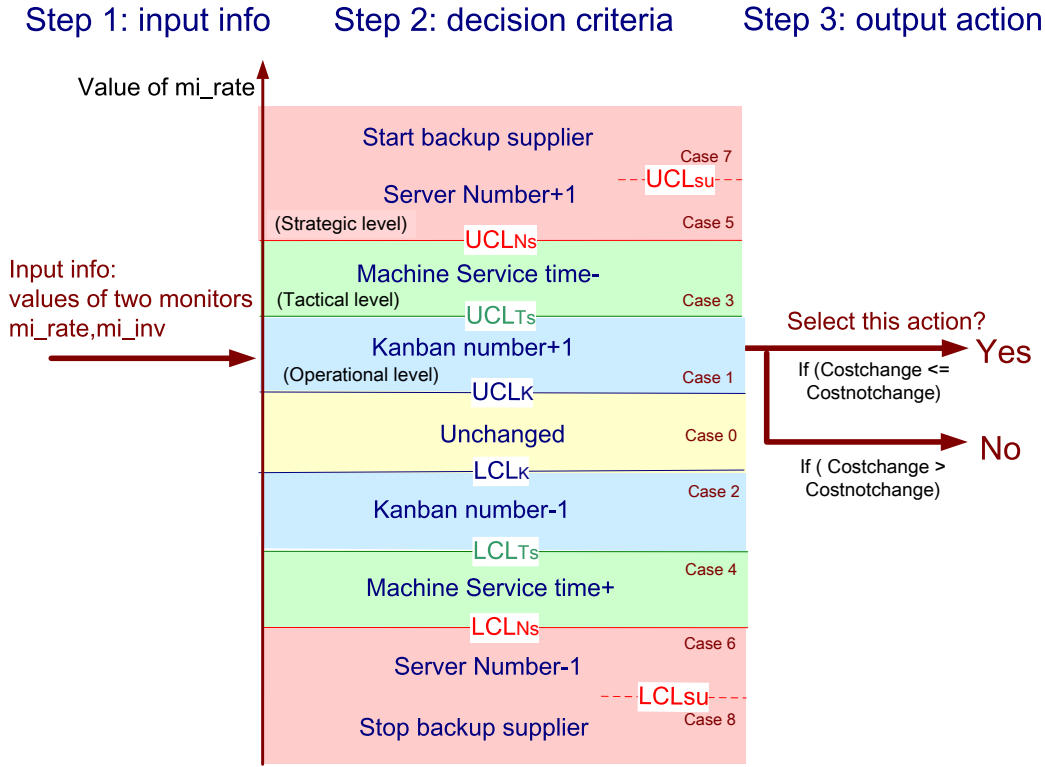 Step 1: input info
Step 2: decision criteria
Step 3: output action
Value of mi_rate
Start backup supplier
Case 7
UCLsu
Server Number+1
(Strategic level)
Case 5
UCLNs
Input info:
values of two monitors
mi_rate,mi_inv
Machine Service time-
(Tactical level)
Case 3
UCLTs
Kanban number+1
(Operational level)
Case 1
UCLK
Unchanged
Case 0
LCLK
Case 2
Kanban number-1
LCLTs
Case 4
Machine Service time+
LCLNs
Case 6
Server Number-1
LCLsu
Case 8
Stop backup supplier
Select this action?
Yes
If (Costchange <=
Costnotchange)
No
If ( Costchange >
Costnotchange)